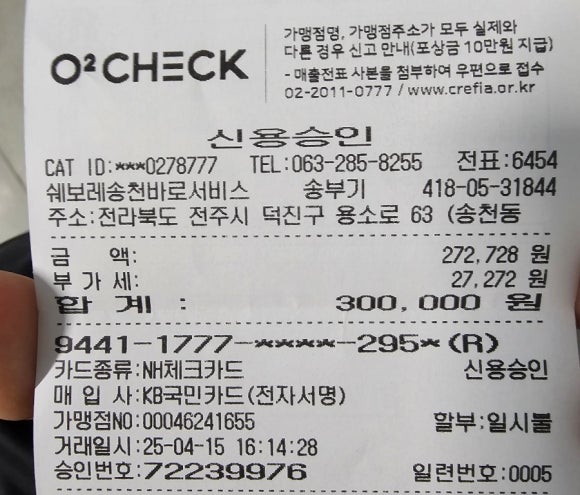 O²CHECK
가맹점명, 가맹점주소가 모두 실제와
다른 경우 신고 안내(포상금 10만원 지급)
- 매출전표 사본을 첨부하여 우편으로 접수
02-2011-0777 / www.crefia.or.kr
신용승인
CAT ID:***0278777 TEL:063-285-8255 전표:6454
쉐보레송천바로서비스 송부기 418-05-31844
주소:전라북도 전주시 덕진구 용소로 63 (송천동
금 액: 272,728 원
부 가 세: 27,272 원
합 계 : 300,000 원
9441-1777-****-295*(R)
카드종류:NH체크카드 신용승인
매 입 사:KB국민카드(전자서명)
가맹점NO:00046241655 할부:일시불
거래일시:25-04-15 16:14:28
승인번호:72239976 일련번호:0005